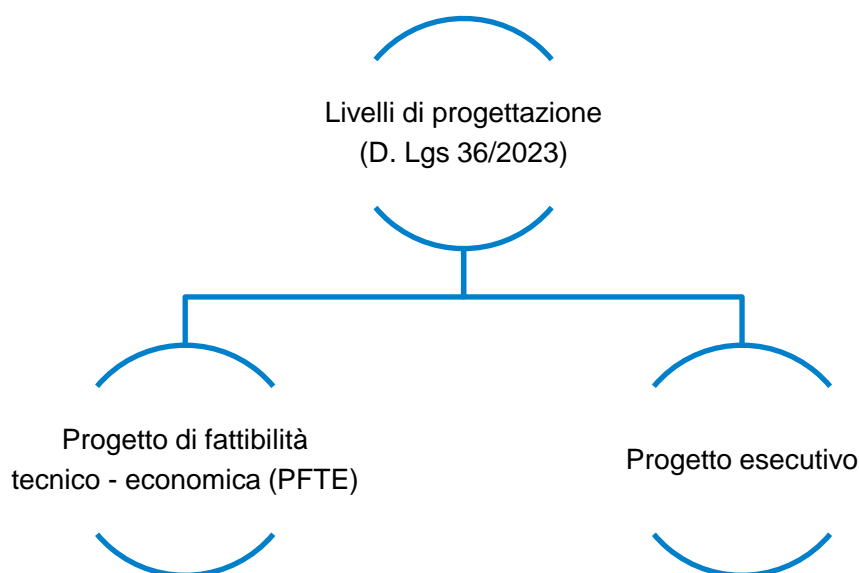 Livelli di progettazione
(D. Lgs 36/2023)
Progetto di fattibilità
tecnico - economica (PFTE)
Progetto esecutivo